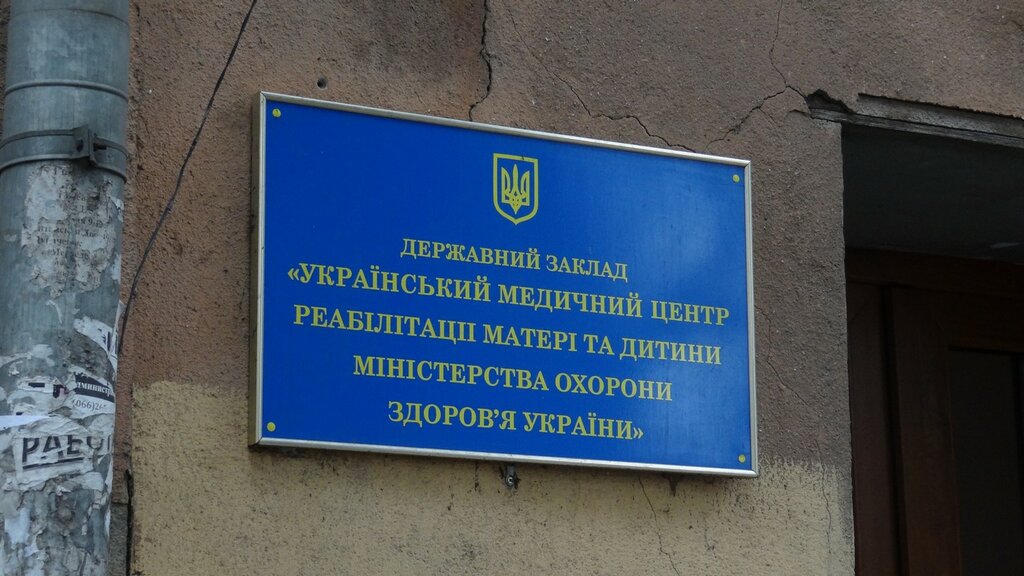 ДЕРЖАВНИЙ ЗАКЛАД
«УКРАЇНСЬКИЙ МЕДИЧНИЙ ЦЕНТР
РЕАБІЛІТАЦІЇ МАТЕРІ ТА ДИТИНИ
МІНІСТЕРСТВА ОХОРОНИ
ЗДОРОВ’Я УКРАЇНИ»